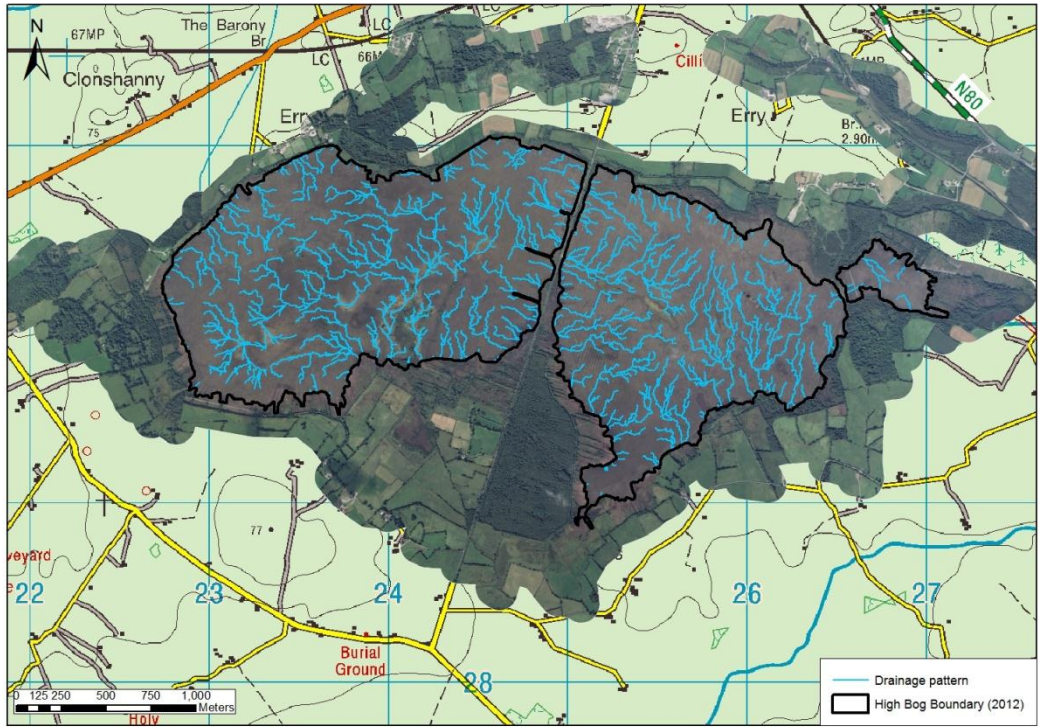 N
67MP
The Barony
Br
LC
LC
66M
Clonshanny
75
Cilli
N80
Erry
Erry
2.90m
77
veyard
22
23
24
26
27
28
Burial
Ground
0 125 250 500 750 1,000
Meters
Holy
Drainage pattern
High Bog Boundary (2012)